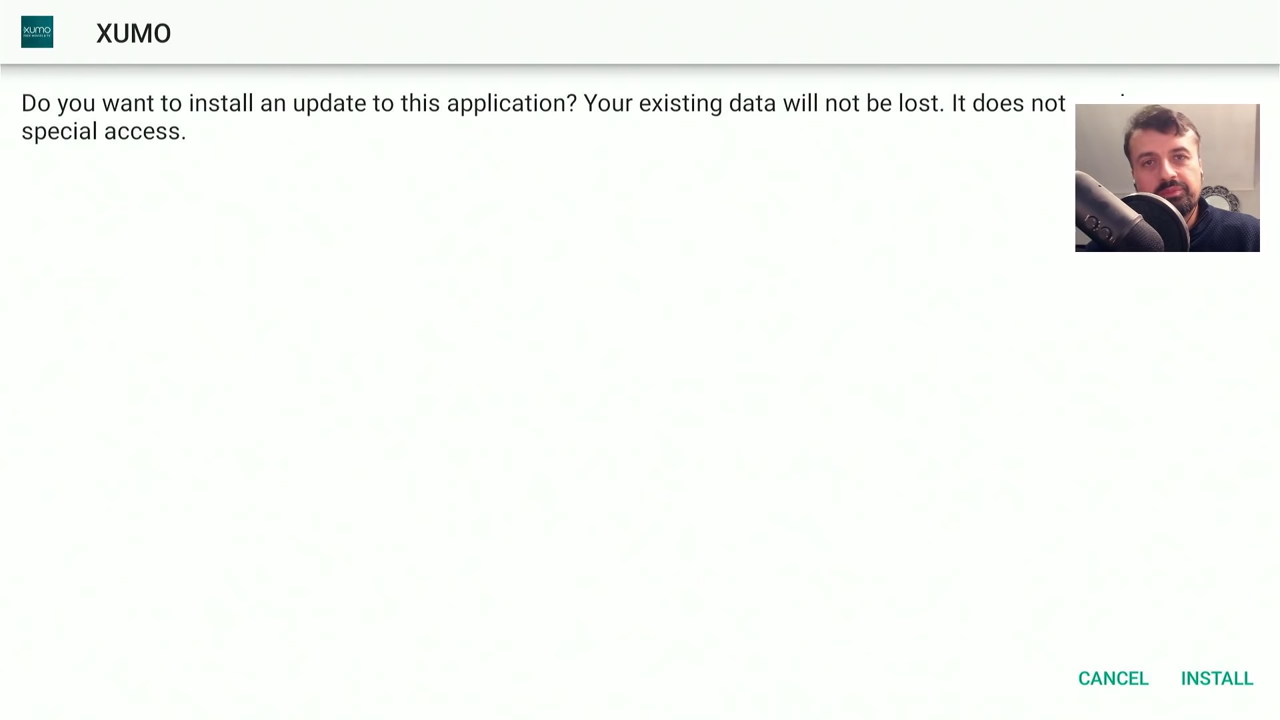 xumo
XUMO
Do you want to install an update to this application? Your existing data will not be lost. It does not
special access.
CANCEL INSTALL